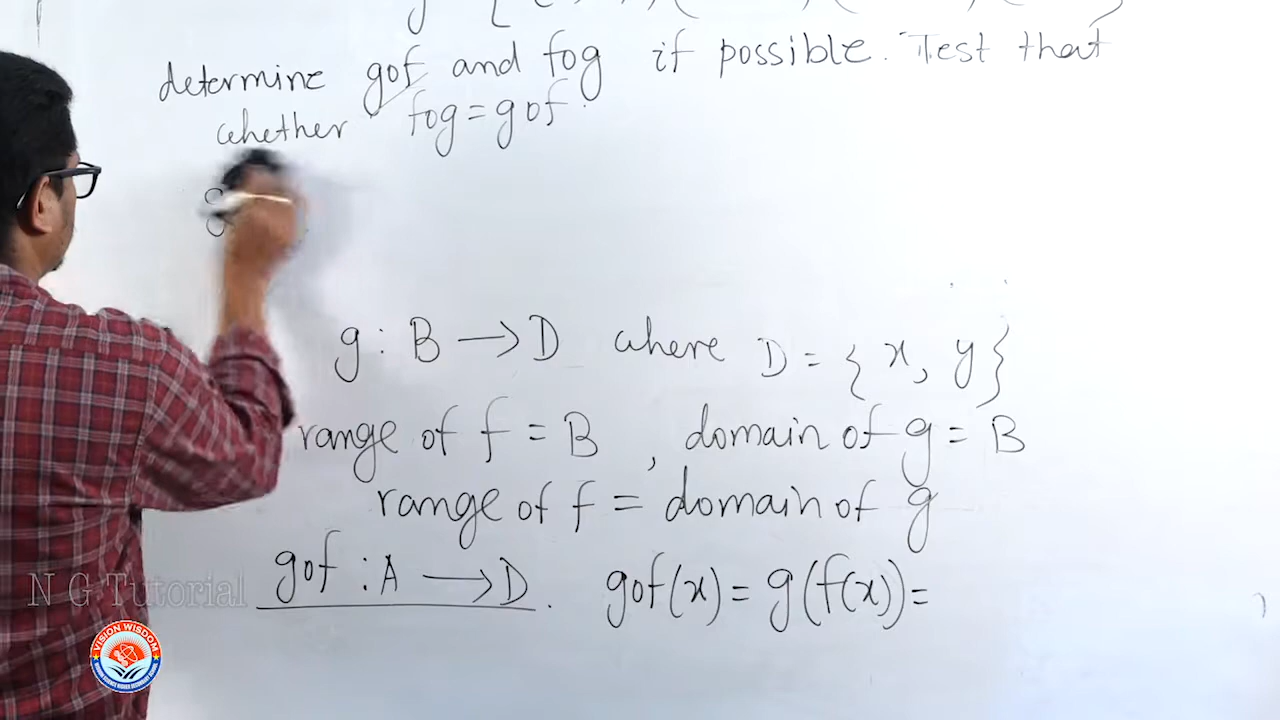 determine gof and fog if possible. Test that
whether fog = gof.
g
g : B → D where D = { x, y }
range of f = B , domain of g = B
range of f = domain of g
gof : A → D . gof(x) = g(f(x)) =
N G Tutorial
VISION WISDOM